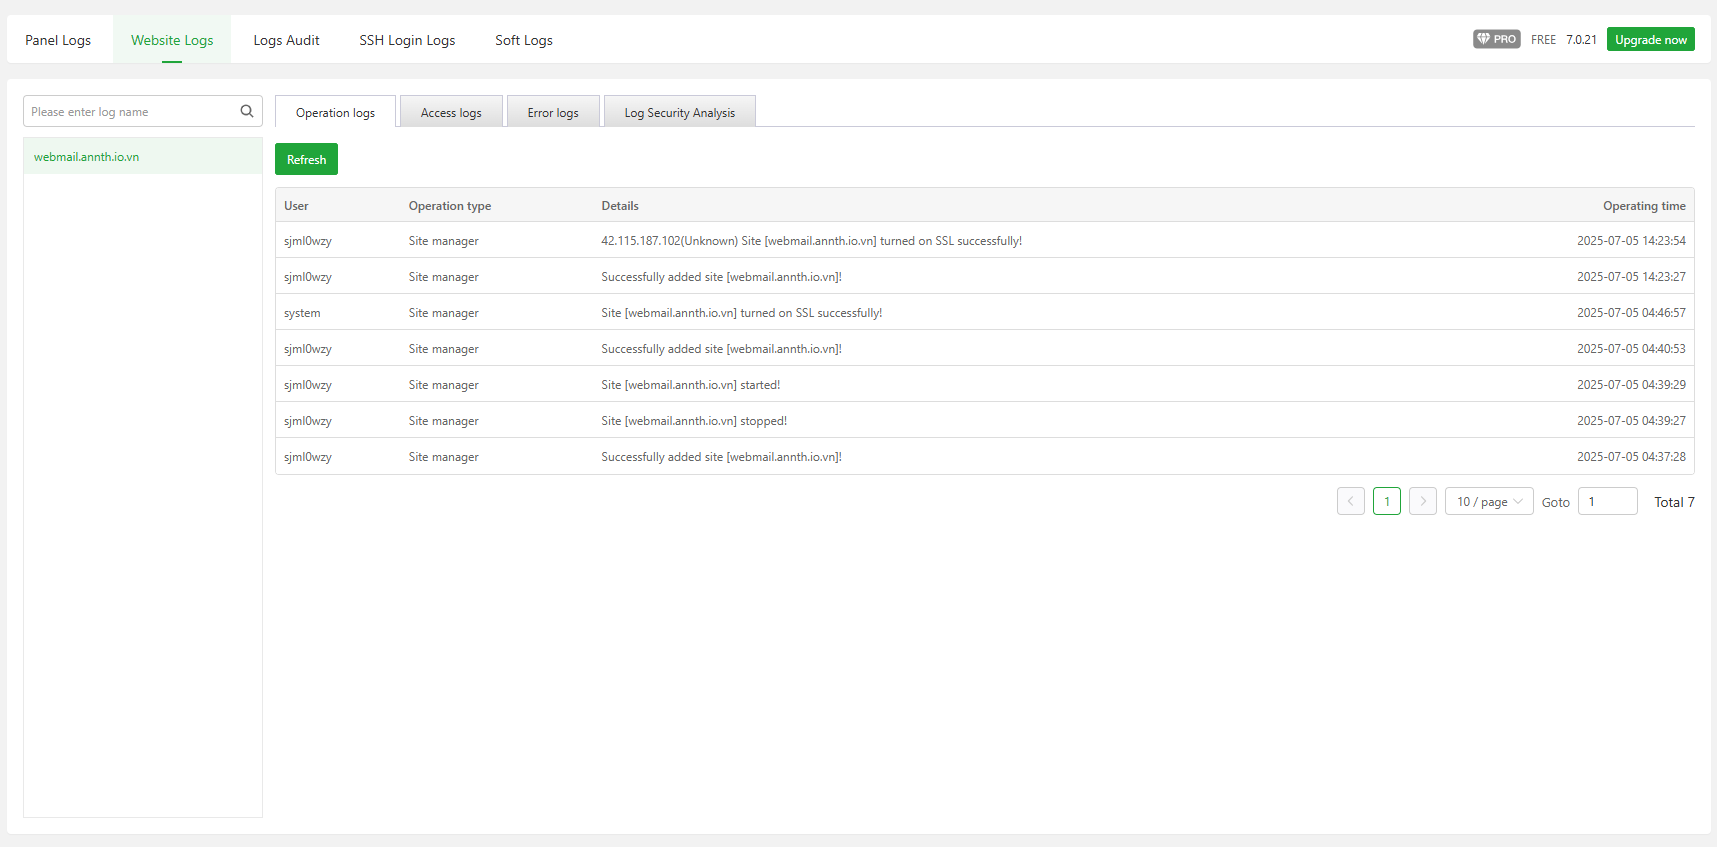 Panel Logs Website Logs Logs Audit SSH Login Logs Soft Logs PRO FREE 7.0.21 Upgrade now
Please enter log name Operation logs Access logs Error logs Log Security Analysis
webmail.annth.io.vn
Refresh
User Operation type Details Operating time
sjml0wzy Site manager 42.115.187.102(Unknown) Site [webmail.annth.io.vn] turned on SSL successfully! 2025-07-05 14:23:54
sjml0wzy Site manager Successfully added site [webmail.annth.io.vn]! 2025-07-05 14:23:27
system Site manager Site [webmail.annth.io.vn] turned on SSL successfully! 2025-07-05 04:46:57
sjml0wzy Site manager Successfully added site [webmail.annth.io.vn]! 2025-07-05 04:40:53
sjml0wzy Site manager Site [webmail.annth.io.vn] started! 2025-07-05 04:39:29
sjml0wzy Site manager Site [webmail.annth.io.vn] stopped! 2025-07-05 04:39:27
sjml0wzy Site manager Successfully added site [webmail.annth.io.vn]! 2025-07-05 04:37:28
1 10 / page Goto 1 Total 7